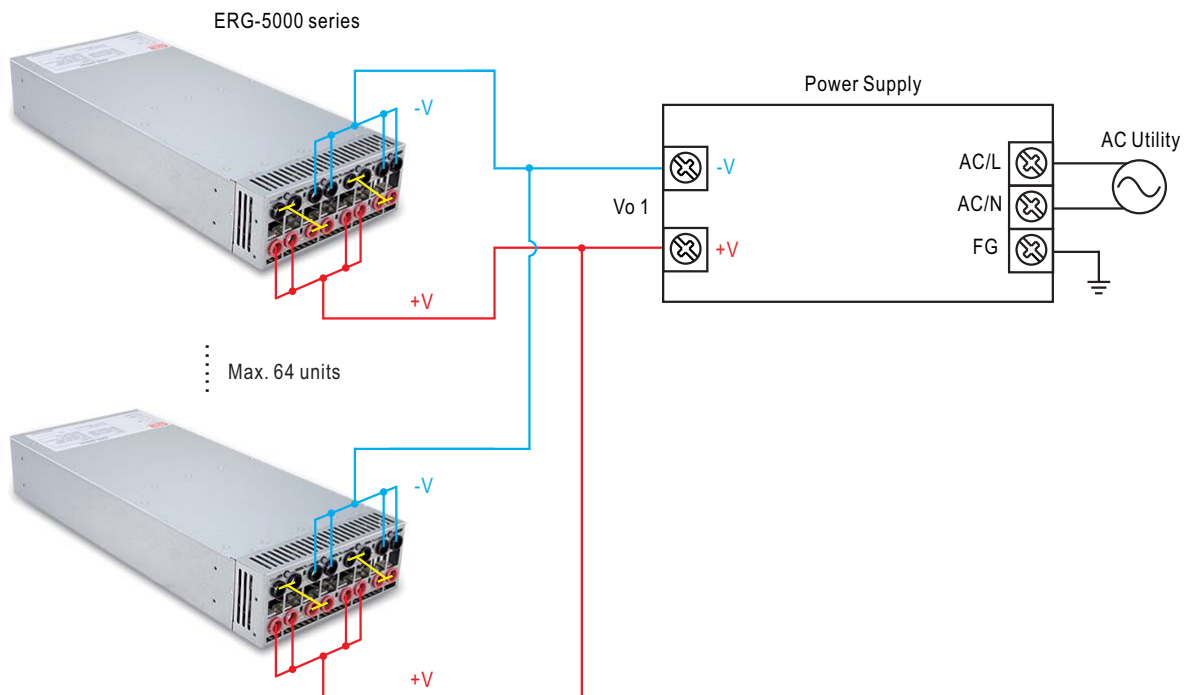 ERG-5000 series
-V
+V
Max. 64 units
-V
+V
Power Supply
-V
Vo 1
+V
AC/L
AC/N
FG
AC Utility